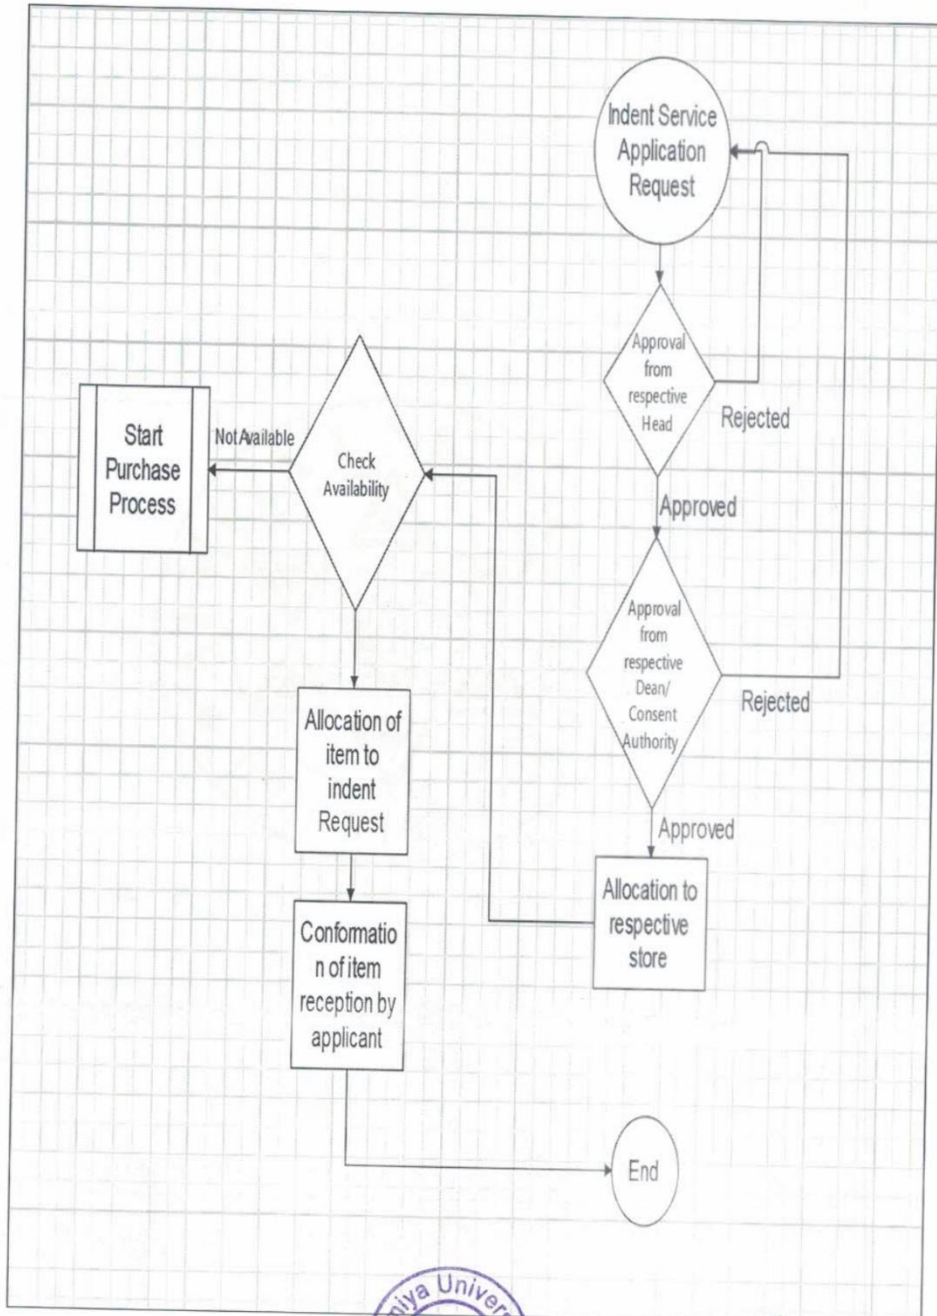 Indent Service
Application
Request
Approval
from
respective
Head
Rejected
Approved
Approval
from
respective
Dean/
Consent
Authority
Rejected
Approved
Allocation to
respective
store
Check
Availability
Not Available
Start
Purchase
Process
Allocation of
item to
indent
Request
Conformatio
n of item
reception by
applicant
End